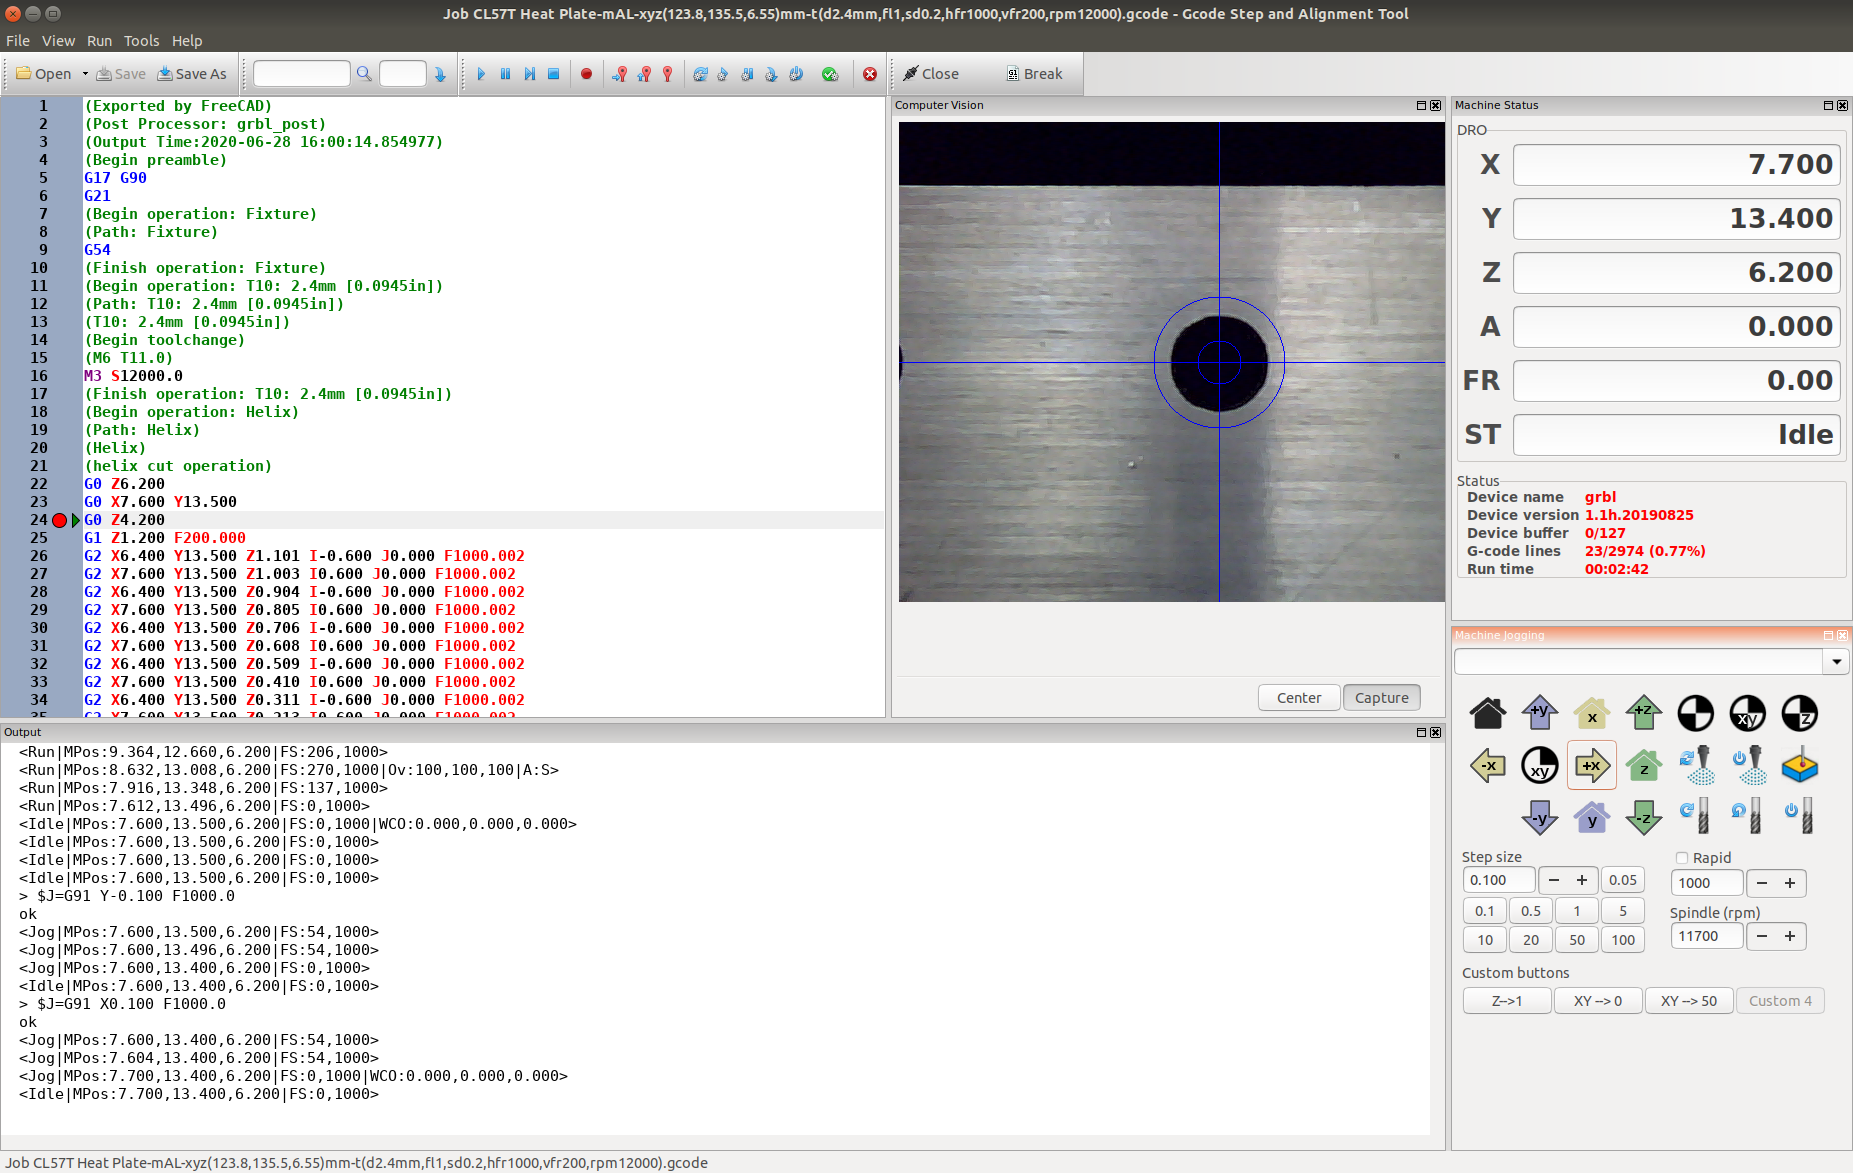 Job CL57T Heat Plate-mAL-xyz(123.8,135.5,6.55)mm-t(d2.4mm,fl1,sd0.2,hfr1000,vfr200,rpm12000).gcode - Gcode Step and Alignment Tool
File View Run Tools Help
Open Save Save As Close Break
1 (Exported by FreeCAD)
2 (Post Processor: grbl_post)
3 (Output Time:2020-06-28 16:00:14.854977)
4 (Begin preamble)
5 G17 G90
6 G21
7 (Begin operation: Fixture)
8 (Path: Fixture)
9 G54
10 (Finish operation: Fixture)
11 (Begin operation: T10: 2.4mm [0.0945in])
12 (Path: T10: 2.4mm [0.0945in])
13 (T10: 2.4mm [0.0945in])
14 (Begin toolchange)
15 (M6 T11.0)
16 M3 S12000.0
17 (Finish operation: T10: 2.4mm [0.0945in])
18 (Begin operation: Helix)
19 (Path: Helix)
20 (Helix)
21 (helix cut operation)
22 G0 Z6.200
23 G0 X7.600 Y13.500
24 G0 Z4.200
25 G1 Z1.200 F200.000
26 G2 X6.400 Y13.500 Z1.101 I-0.600 J0.000 F1000.002
27 G2 X7.600 Y13.500 Z1.003 I0.600 J0.000 F1000.002
28 G2 X6.400 Y13.500 Z0.904 I-0.600 J0.000 F1000.002
29 G2 X7.600 Y13.500 Z0.805 I0.600 J0.000 F1000.002
30 G2 X6.400 Y13.500 Z0.706 I-0.600 J0.000 F1000.002
31 G2 X7.600 Y13.500 Z0.608 I0.600 J0.000 F1000.002
32 G2 X6.400 Y13.500 Z0.509 I-0.600 J0.000 F1000.002
33 G2 X7.600 Y13.500 Z0.410 I0.600 J0.000 F1000.002
34 G2 X6.400 Y13.500 Z0.311 I-0.600 J0.000 F1000.002
35 G2 X7.600 Y13.500 Z0.213 I0.600 J0.000 F1000.002
Computer Vision
Center Capture
Machine Status
DRO
X 7.700
Y 13.400
Z 6.200
A 0.000
FR 0.00
ST Idle
Status
Device name grbl
Device version 1.1h.20190825
Device buffer 0/127
G-code lines 23/2974 (0.77%)
Run time 00:02:42
Machine Jogging
+y x +z xy z
-x xy +x z
-y y -z
Step size
Rapid
0.100 − + 0.05
1000 − +
0.1 0.5 1 5
Spindle (rpm)
10 20 50 100
11700 − +
Custom buttons
Z-->1 XY --> 0 XY --> 50 Custom 4
Output
<Run|MPos:9.364,12.660,6.200|FS:206,1000>
<Run|MPos:8.632,13.008,6.200|FS:270,1000|Ov:100,100,100|A:S>
<Run|MPos:7.916,13.348,6.200|FS:137,1000>
<Run|MPos:7.612,13.496,6.200|FS:0,1000>
<Idle|MPos:7.600,13.500,6.200|FS:0,1000|WCO:0.000,0.000,0.000>
<Idle|MPos:7.600,13.500,6.200|FS:0,1000>
<Idle|MPos:7.600,13.500,6.200|FS:0,1000>
<Idle|MPos:7.600,13.500,6.200|FS:0,1000>
> $J=G91 Y-0.100 F1000.0
ok
<Jog|MPos:7.600,13.500,6.200|FS:54,1000>
<Jog|MPos:7.600,13.496,6.200|FS:54,1000>
<Jog|MPos:7.600,13.400,6.200|FS:0,1000>
<Idle|MPos:7.600,13.400,6.200|FS:0,1000>
> $J=G91 X0.100 F1000.0
ok
<Jog|MPos:7.600,13.400,6.200|FS:54,1000>
<Jog|MPos:7.604,13.400,6.200|FS:54,1000>
<Jog|MPos:7.700,13.400,6.200|FS:0,1000|WCO:0.000,0.000,0.000>
<Idle|MPos:7.700,13.400,6.200|FS:0,1000>
Job CL57T Heat Plate-mAL-xyz(123.8,135.5,6.55)mm-t(d2.4mm,fl1,sd0.2,hfr1000,vfr200,rpm12000).gcode